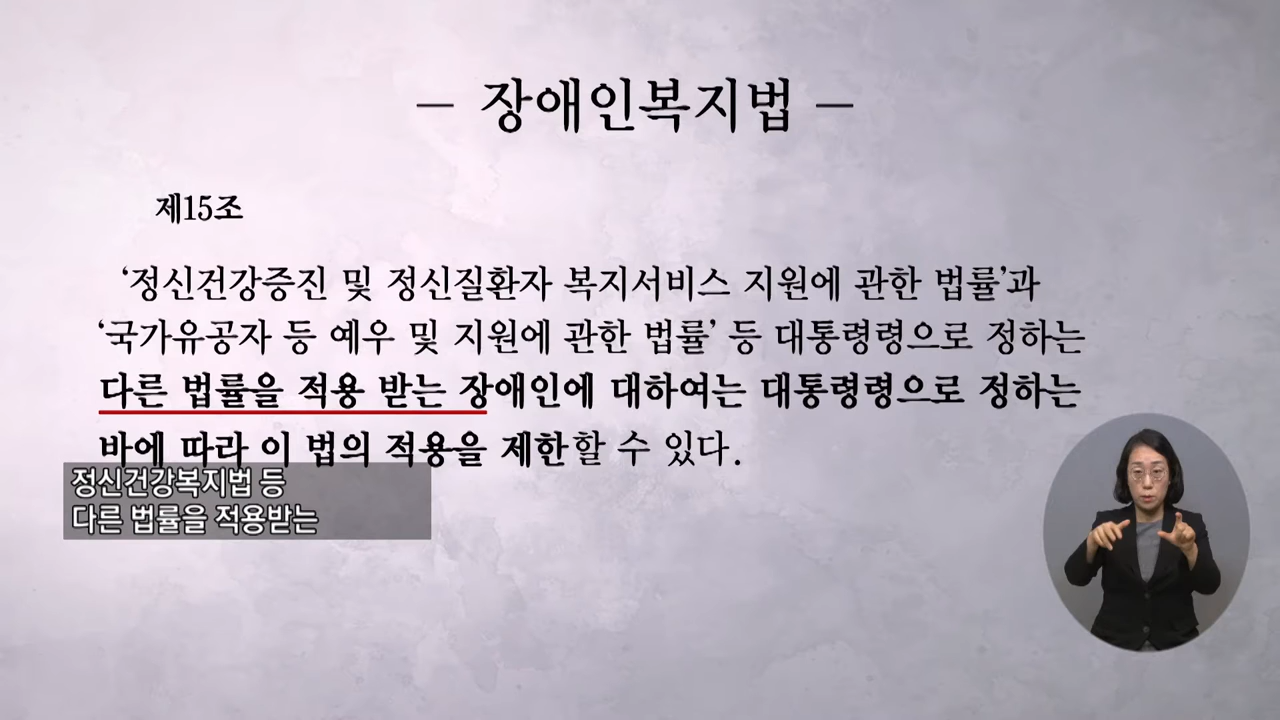 – 장애인복지법 –
제15조
‘정신건강증진 및 정신질환자 복지서비스 지원에 관한 법률’과
‘국가유공자 등 예우 및 지원에 관한 법률’ 등 대통령령으로 정하는
다른 법률을 적용 받는 장애인에 대하여는 대통령령으로 정하는
바에 따라 이 법의 적용을 제한할 수 있다.
정신건강복지법 등
다른 법률을 적용받는